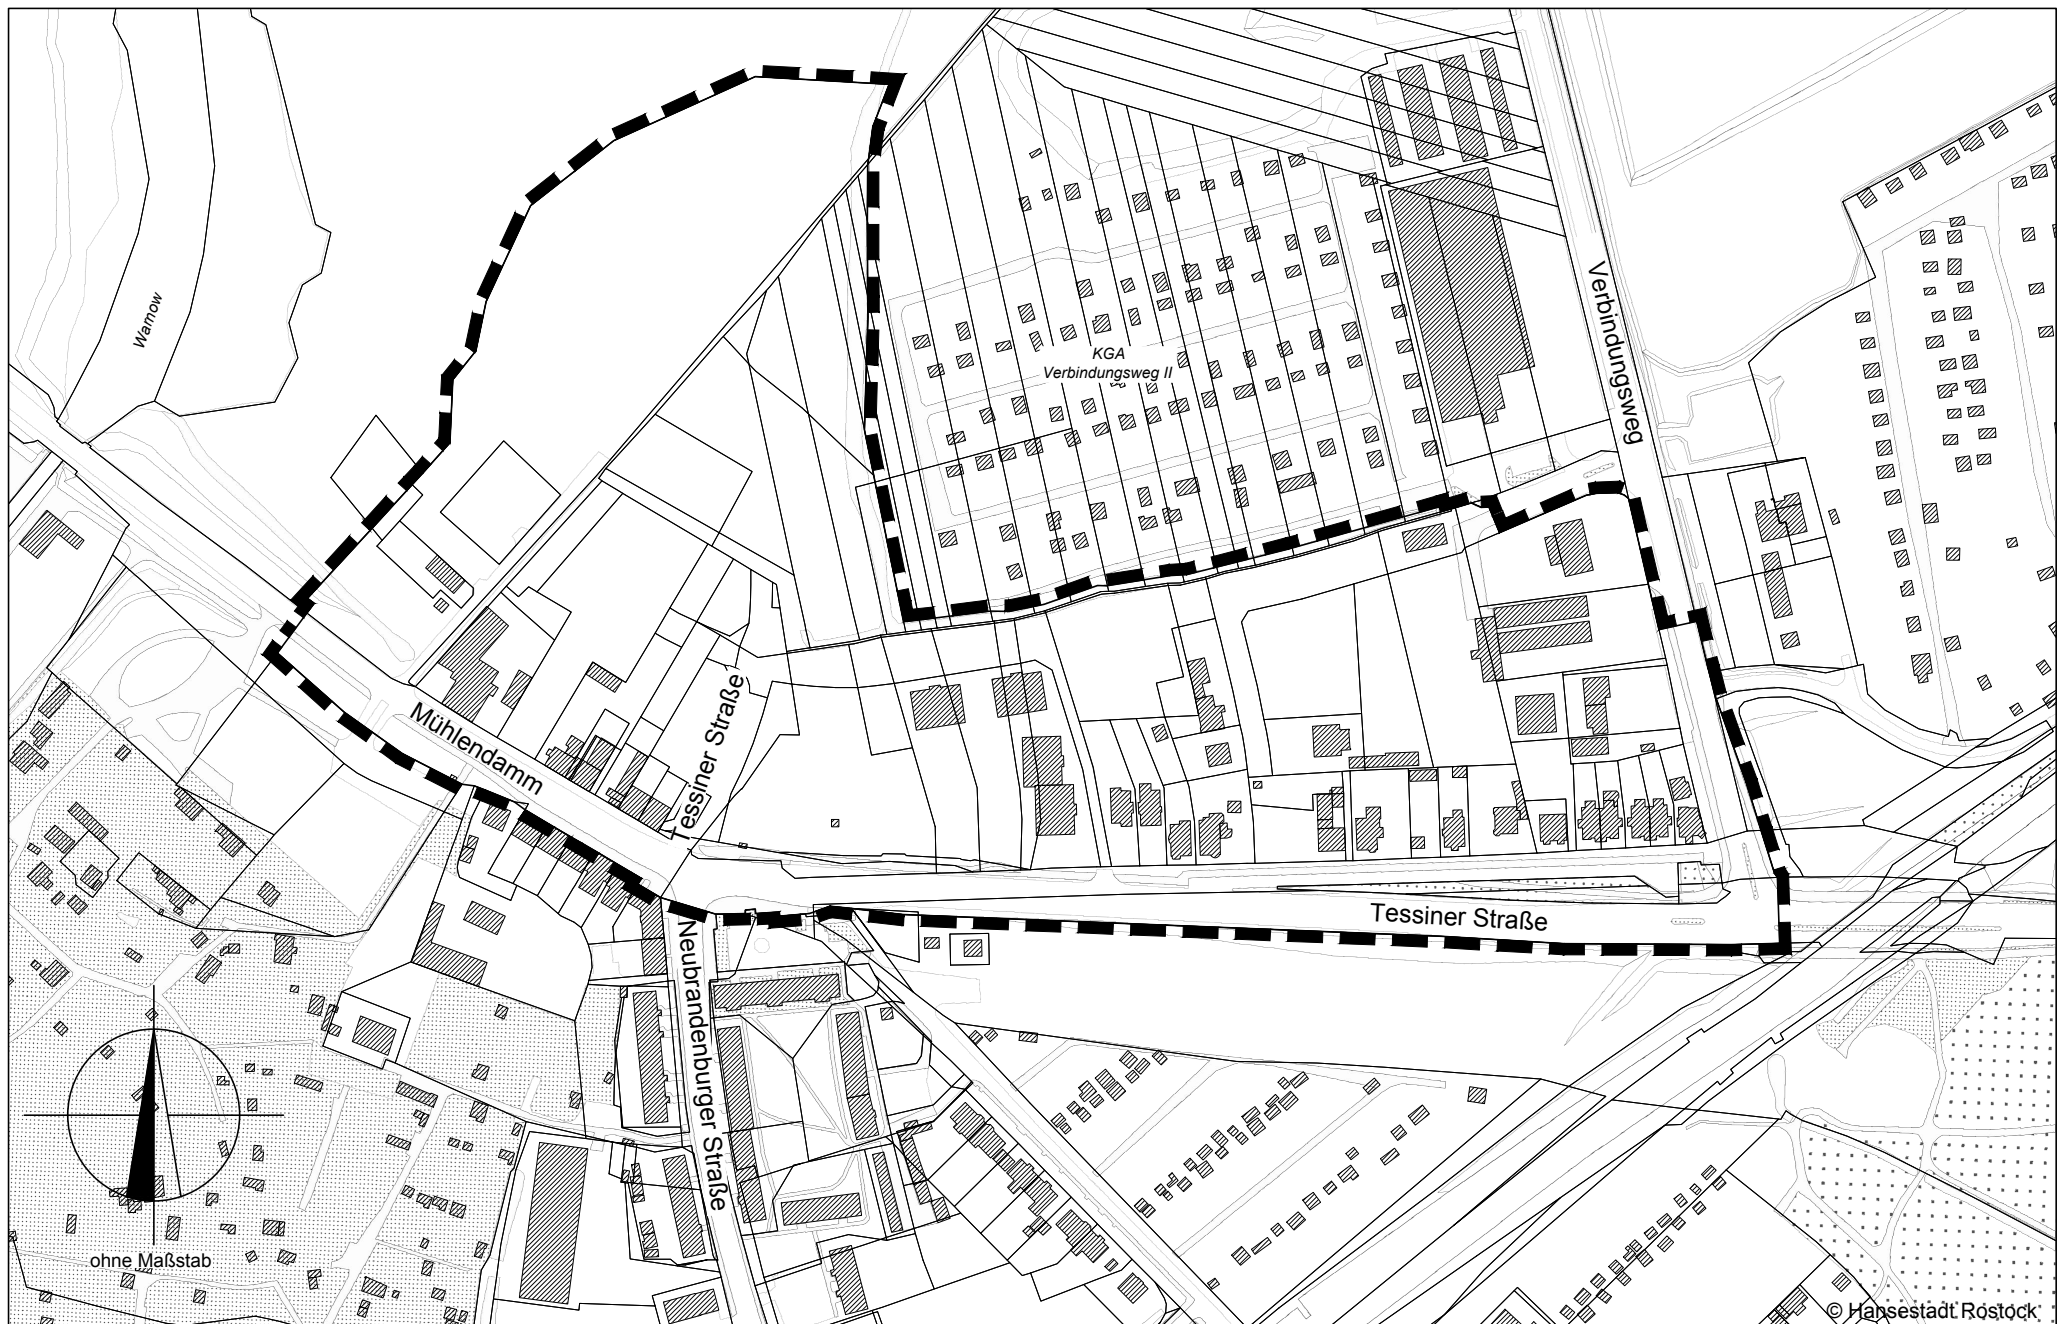 Warnow
KGA
Verbindungsweg II
Verbindungsweg
Mühlendamm
Tessiner Straße
Tessiner Straße
Neubrandenburger Straße
ohne Maßstab
© Hansestadt Rostock